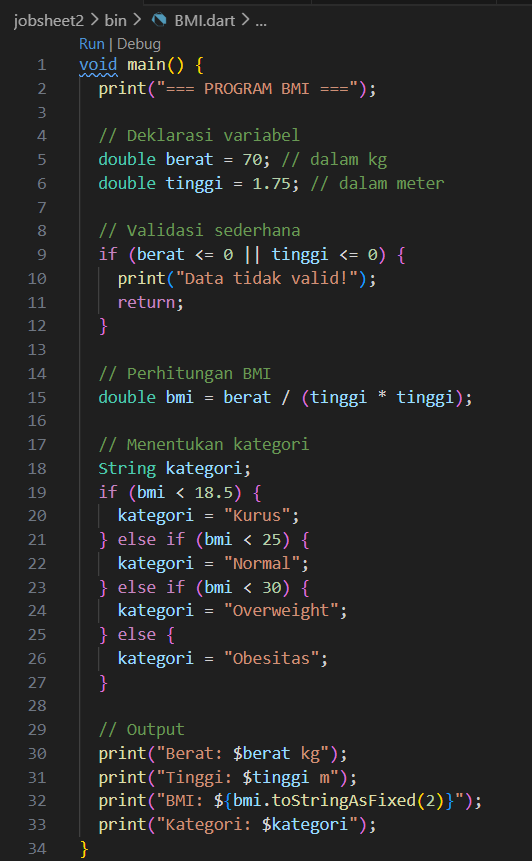 jobsheet2 > bin > BMI.dart > ...
Run | Debug
1 void main() {
2   print("=== PROGRAM BMI ===");
3
4   // Deklarasi variabel
5   double berat = 70; // dalam kg
6   double tinggi = 1.75; // dalam meter
7
8   // Validasi sederhana
9   if (berat <= 0 || tinggi <= 0) {
10     print("Data tidak valid!");
11     return;
12   }
13
14   // Perhitungan BMI
15   double bmi = berat / (tinggi * tinggi);
16
17   // Menentukan kategori
18   String kategori;
19   if (bmi < 18.5) {
20     kategori = "Kurus";
21   } else if (bmi < 25) {
22     kategori = "Normal";
23   } else if (bmi < 30) {
24     kategori = "Overweight";
25   } else {
26     kategori = "Obesitas";
27   }
28
29   // Output
30   print("Berat: $berat kg");
31   print("Tinggi: $tinggi m");
32   print("BMI: ${bmi.toStringAsFixed(2)}");
33   print("Kategori: $kategori");
34 }